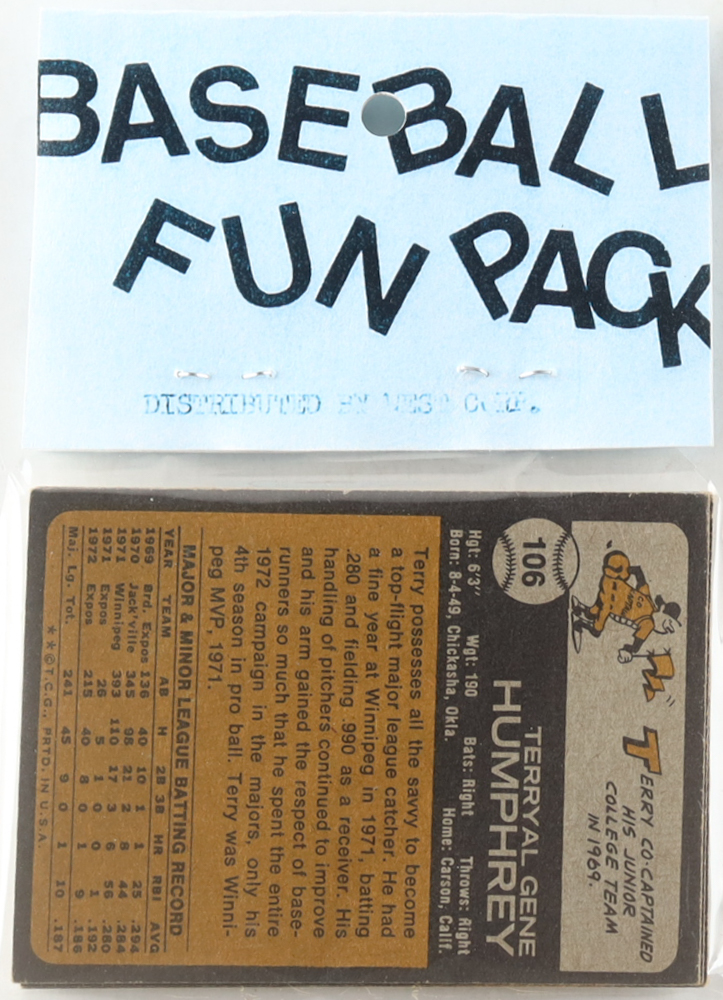 BASEBALL
FUN PACK
DISTRIBUTED BY WEST CORP.
106
TERRY CO-CAPTAINED
HIS JUNIOR
COLLEGE TEAM
IN 1969.
TERRYAL GENE
HUMPHREY
Hgt: 6'3" Wgt: 190 Bats: Right Throws: Right
Born: 8-4-49, Chickasha, Okla. Home: Carson, Calif.
Terry possesses all the savvy to become
a top-flight major league catcher. He had
a fine year at Winnipeg in 1971, batting
.280 and fielding .990 as a receiver. His
handling of pitchers continued to improve
and his arm gained the respect of base-
runners so much that he spent the entire
1972 campaign in the majors, only his
4th season in pro ball. Terry was Winni-
peg MVP, 1971.
MAJOR & MINOR LEAGUE BATTING RECORD
YEAR TEAM AB H 2B 3B HR RBI AVG
1969 Brd. Expos 136 40 10 1 1 25 .294
1970 Jack'ville 345 98 21 2 8 44 .284
1971 Winnipeg 393 110 17 3 6 56 .280
1971 Expos 26 5 1 0 0 1 .192
1972 Expos 215 40 8 0 1 9 .186
Maj. Lg. Tot. 241 45 9 0 1 10 .187
★★©T.C.G., PRTD. IN U.S.A.